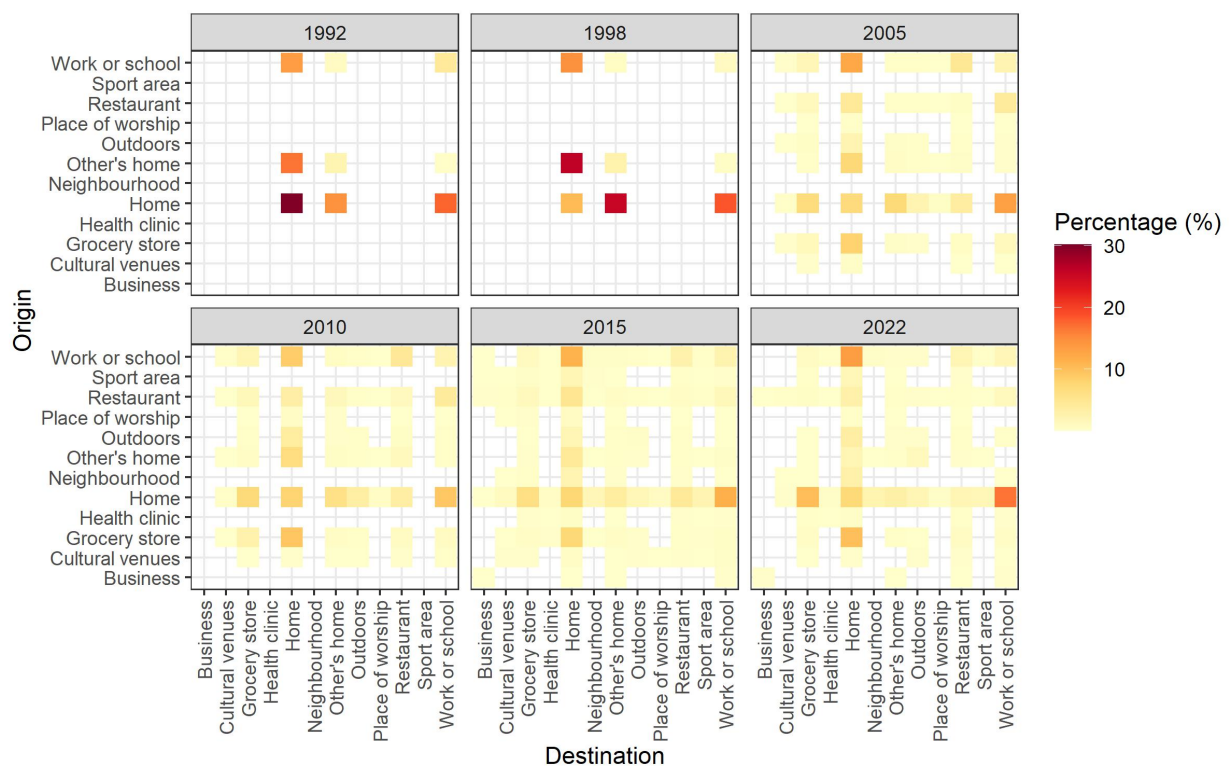 1992
1998
2005
Work or school
Sport area
Restaurant
Place of worship
Outdoors
Other's home
Neighbourhood
Home
Health clinic
Grocery store
Cultural venues
Business
Origin
Percentage (%)
30
20
10
2010
2015
2022
Work or school
Sport area
Restaurant
Place of worship
Outdoors
Other's home
Neighbourhood
Home
Health clinic
Grocery store
Cultural venues
Business
Business
Cultural venues
Grocery store
Health clinic
Home
Neighbourhood
Other's home
Outdoors
Place of worship
Restaurant
Sport area
Work or school
Business
Cultural venues
Grocery store
Health clinic
Home
Neighbourhood
Other's home
Outdoors
Place of worship
Restaurant
Sport area
Work or school
Business
Cultural venues
Grocery store
Health clinic
Home
Neighbourhood
Other's home
Outdoors
Place of worship
Restaurant
Sport area
Work or school
Destination